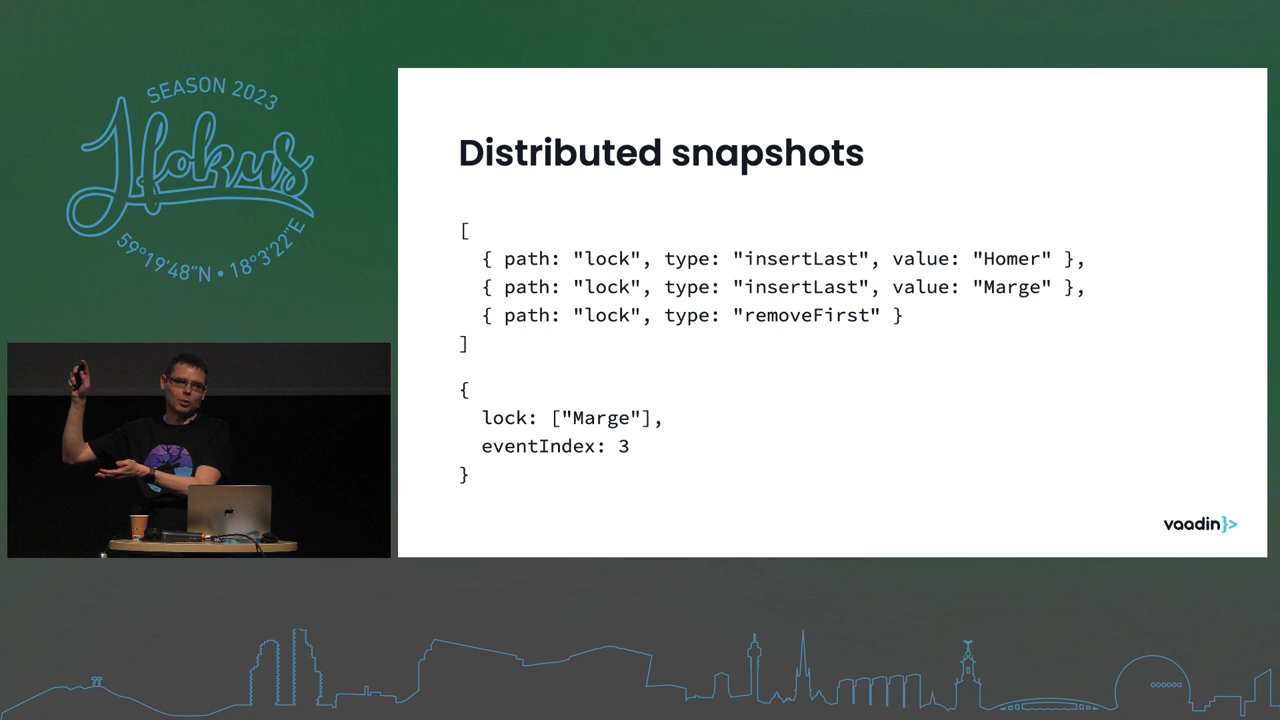 SEASON 2023
Hokus
59°19'48"N • 18°3'22"E
Distributed snapshots
[
{ path: "lock", type: "insertLast", value: "Homer" },
{ path: "lock", type: "insertLast", value: "Marge" },
{ path: "lock", type: "removeFirst" }
]
{
lock: ["Marge"],
eventIndex: 3
}
vaadin}>